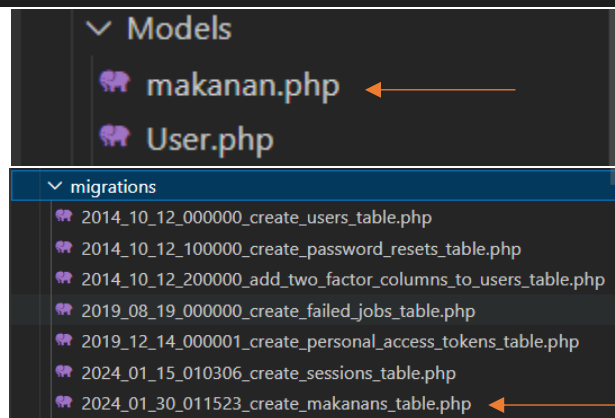 Models
makanan.php
User.php
migrations
2014_10_12_000000_create_users_table.php
2014_10_12_100000_create_password_resets_table.php
2014_10_12_200000_add_two_factor_columns_to_users_table.php
2019_08_19_000000_create_failed_jobs_table.php
2019_12_14_000001_create_personal_access_tokens_table.php
2024_01_15_010306_create_sessions_table.php
2024_01_30_011523_create_makanans_table.php